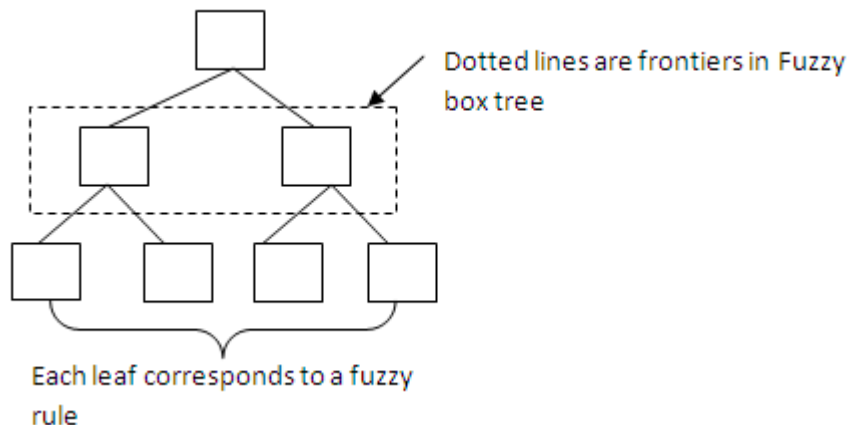 Dotted lines are frontiers in Fuzzy
box tree
Each leaf corresponds to a fuzzy
rule